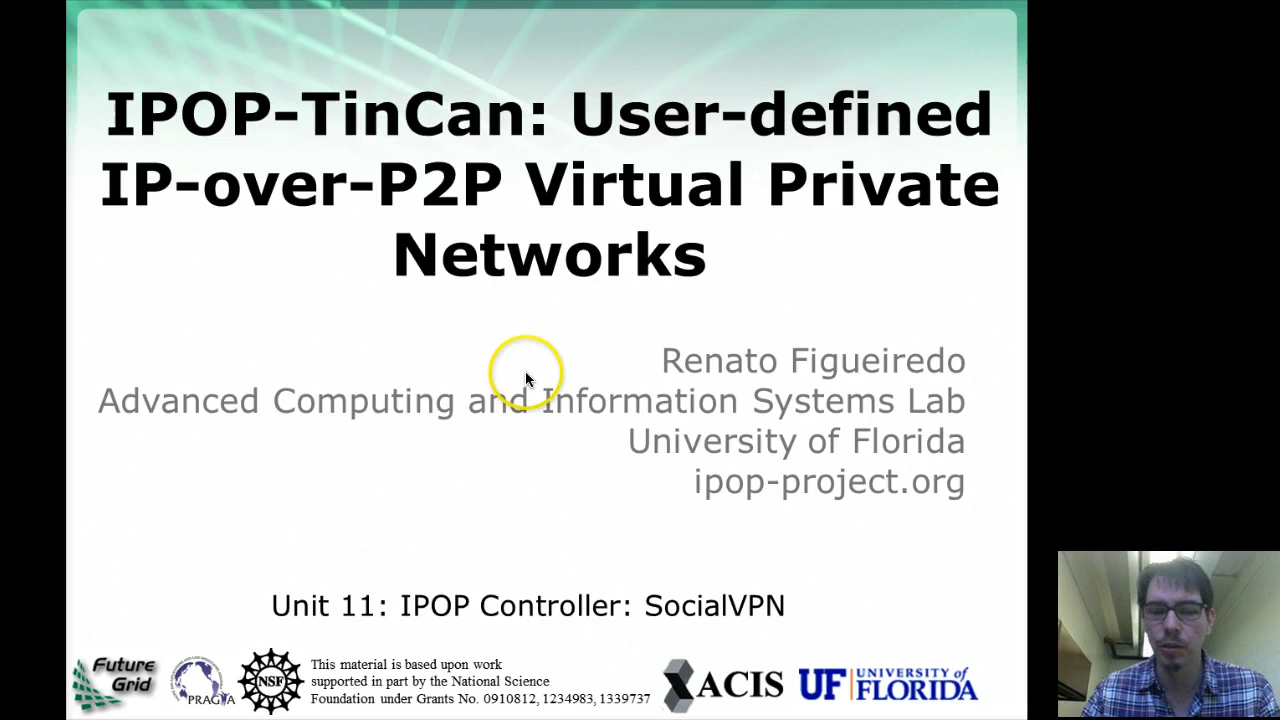 IPOP-TinCan: User-defined
IP-over-P2P Virtual Private
Networks
Renato Figueiredo
Advanced Computing and Information Systems Lab
University of Florida
ipop-project.org
Unit 11: IPOP Controller: SocialVPN
Future
Grid
PRAGMA
NSF
This material is based upon work
supported in part by the National Science
Foundation under Grants No. 0910812, 1234983, 1339737
ACIS
UF UNIVERSITY of
FLORIDA